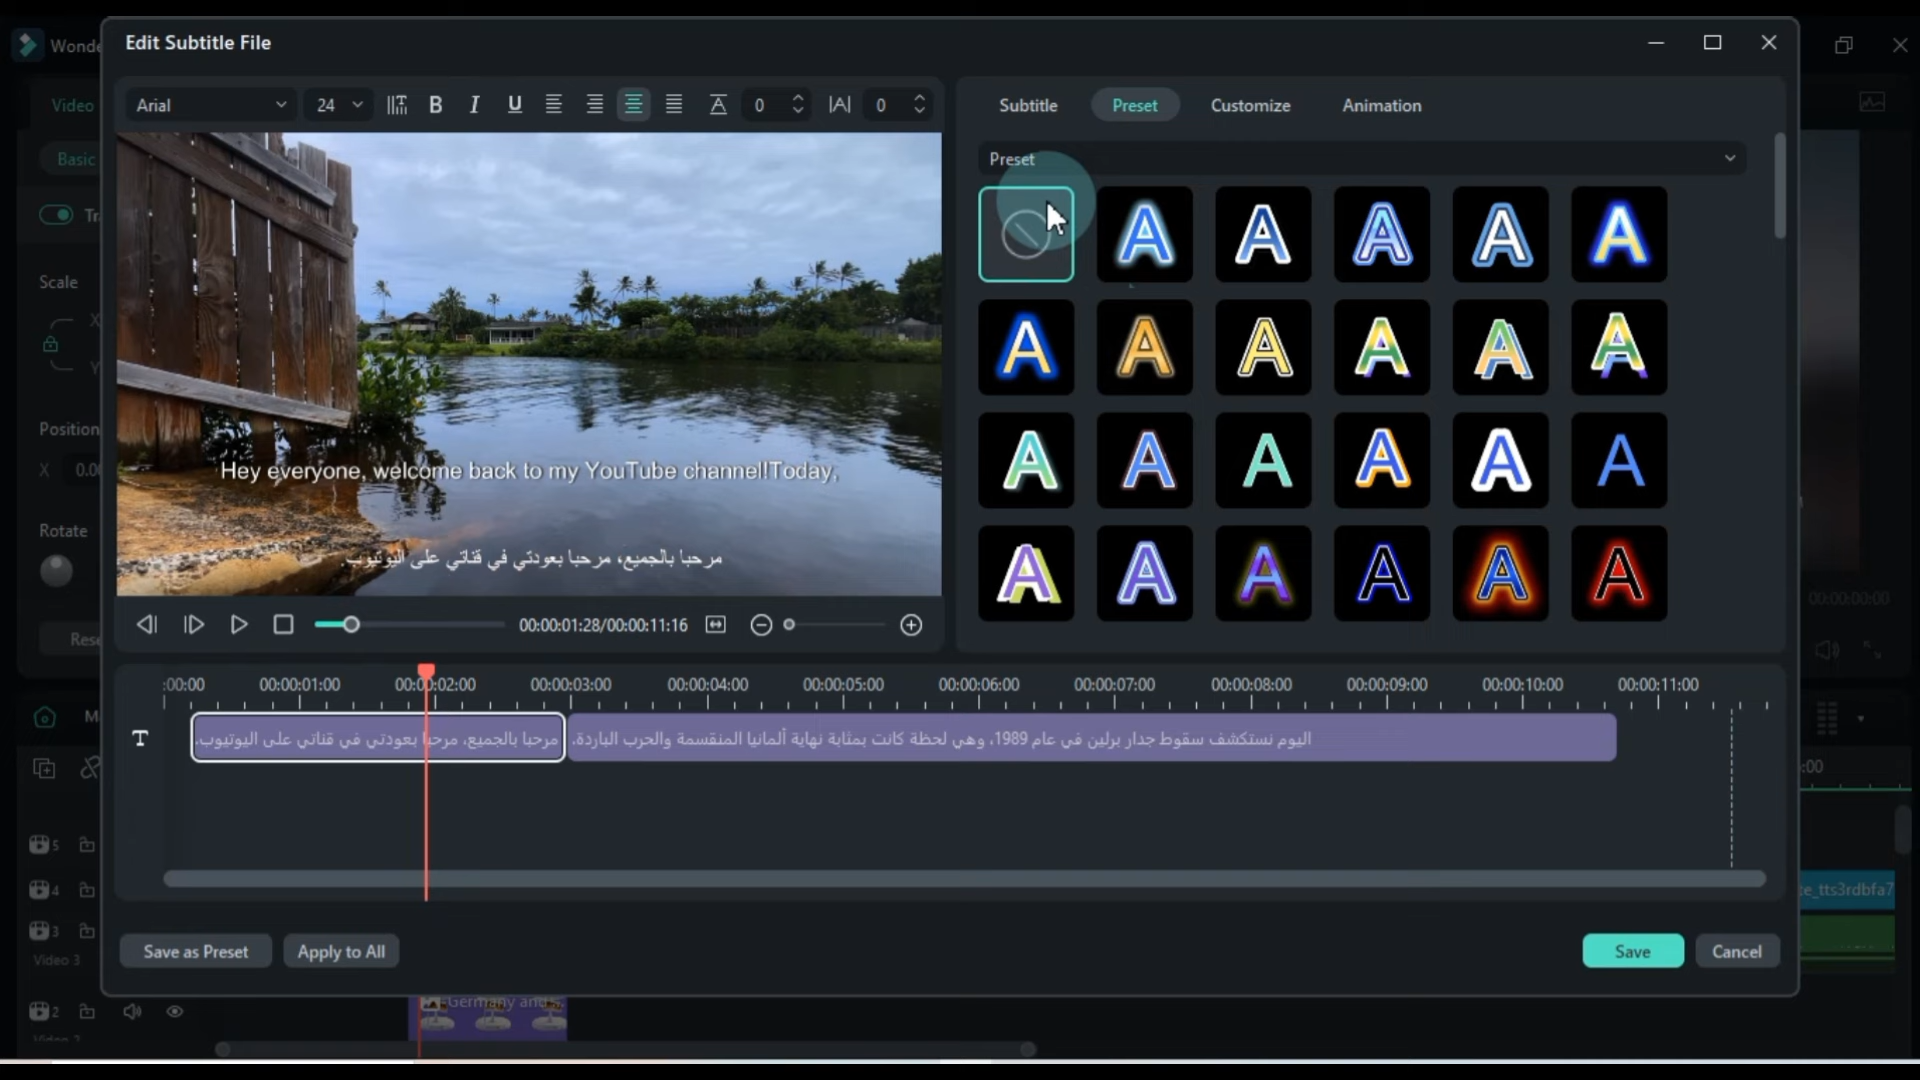 Edit Subtitle File
Wonde
Video
Arial
24
B
I
U
0
0
Subtitle
Preset
Customize
Animation
Basic
Preset
Scale
X
Y
Position
X
0.00
Rotate
Hey everyone, welcome back to my YouTube channel!Today,
مرحبا بالجميع، مرحبا بعودتي في قناتي على اليوتيوب.
00:00:01:28/00:00:11:16
00:00:00:00
Rese
:00:00
00:00:01:00
00:00:02:00
00:00:03:00
00:00:04:00
00:00:05:00
00:00:06:00
00:00:07:00
00:00:08:00
00:00:09:00
00:00:10:00
00:00:11:00
مرحبا بالجميع، مرحبا بعودتي في قناتي على اليوتيوب.
اليوم نستكشف سقوط جدار برلين في عام 1989، وهي لحظة كانت بمثابة نهاية ألمانيا المنقسمة والحرب الباردة.
:00
5
4
te_tts3rdbfa7
3
Video 3
Save as Preset
Apply to All
Save
Cancel
2
Germany and